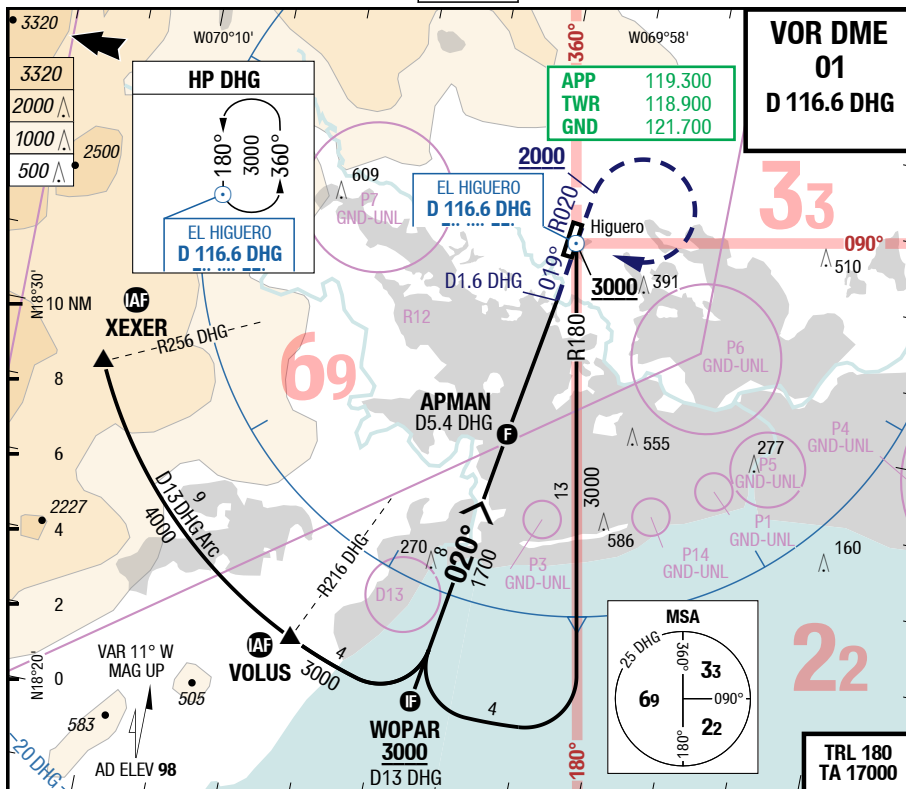 3320
W070°10'
360°
W069°58'
VOR DME
01
D 116.6 DHG
3320
2000
1000
500
2500
HP DHG
180°
3000
360°
EL HIGUERO
D 116.6 DHG
APP 119.300
TWR 118.900
GND 121.700
609
P7
GND-UNL
2000
EL HIGUERO
D 116.6 DHG
R020
019°
Higuero
33
090°
510
D1.6 DHG
3000
391
N18°30'
10 NM
IAF
XEXER
R256 DHG
R12
R180
69
P6
GND-UNL
8
APMAN
D5.4 DHG
F
6
555
277
P5
GND-UNL
P4
GND-UNL
2227
4
9
D13 DHG Arc
4000
13
3000
020°
1700
8
270
R216 DHG
P3
GND-UNL
586
P14
GND-UNL
P1
GND-UNL
160
2
D13
IAF
VOLUS
4
3000
N18°20'
0
VAR 11° W
MAG UP
505
583
AD ELEV 98
20 DHG
IF
WOPAR
3000
D13 DHG
4
180°
MSA
25 DHG
360°
33
69
090°
22
180°
22
TRL 180
TA 17000